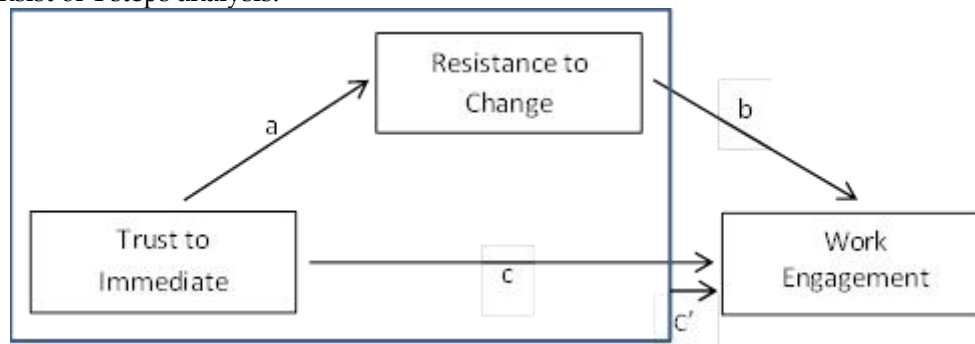 Resistance to
Change
a
b
Trust to
Immediate
c
Work
Engagement
C'